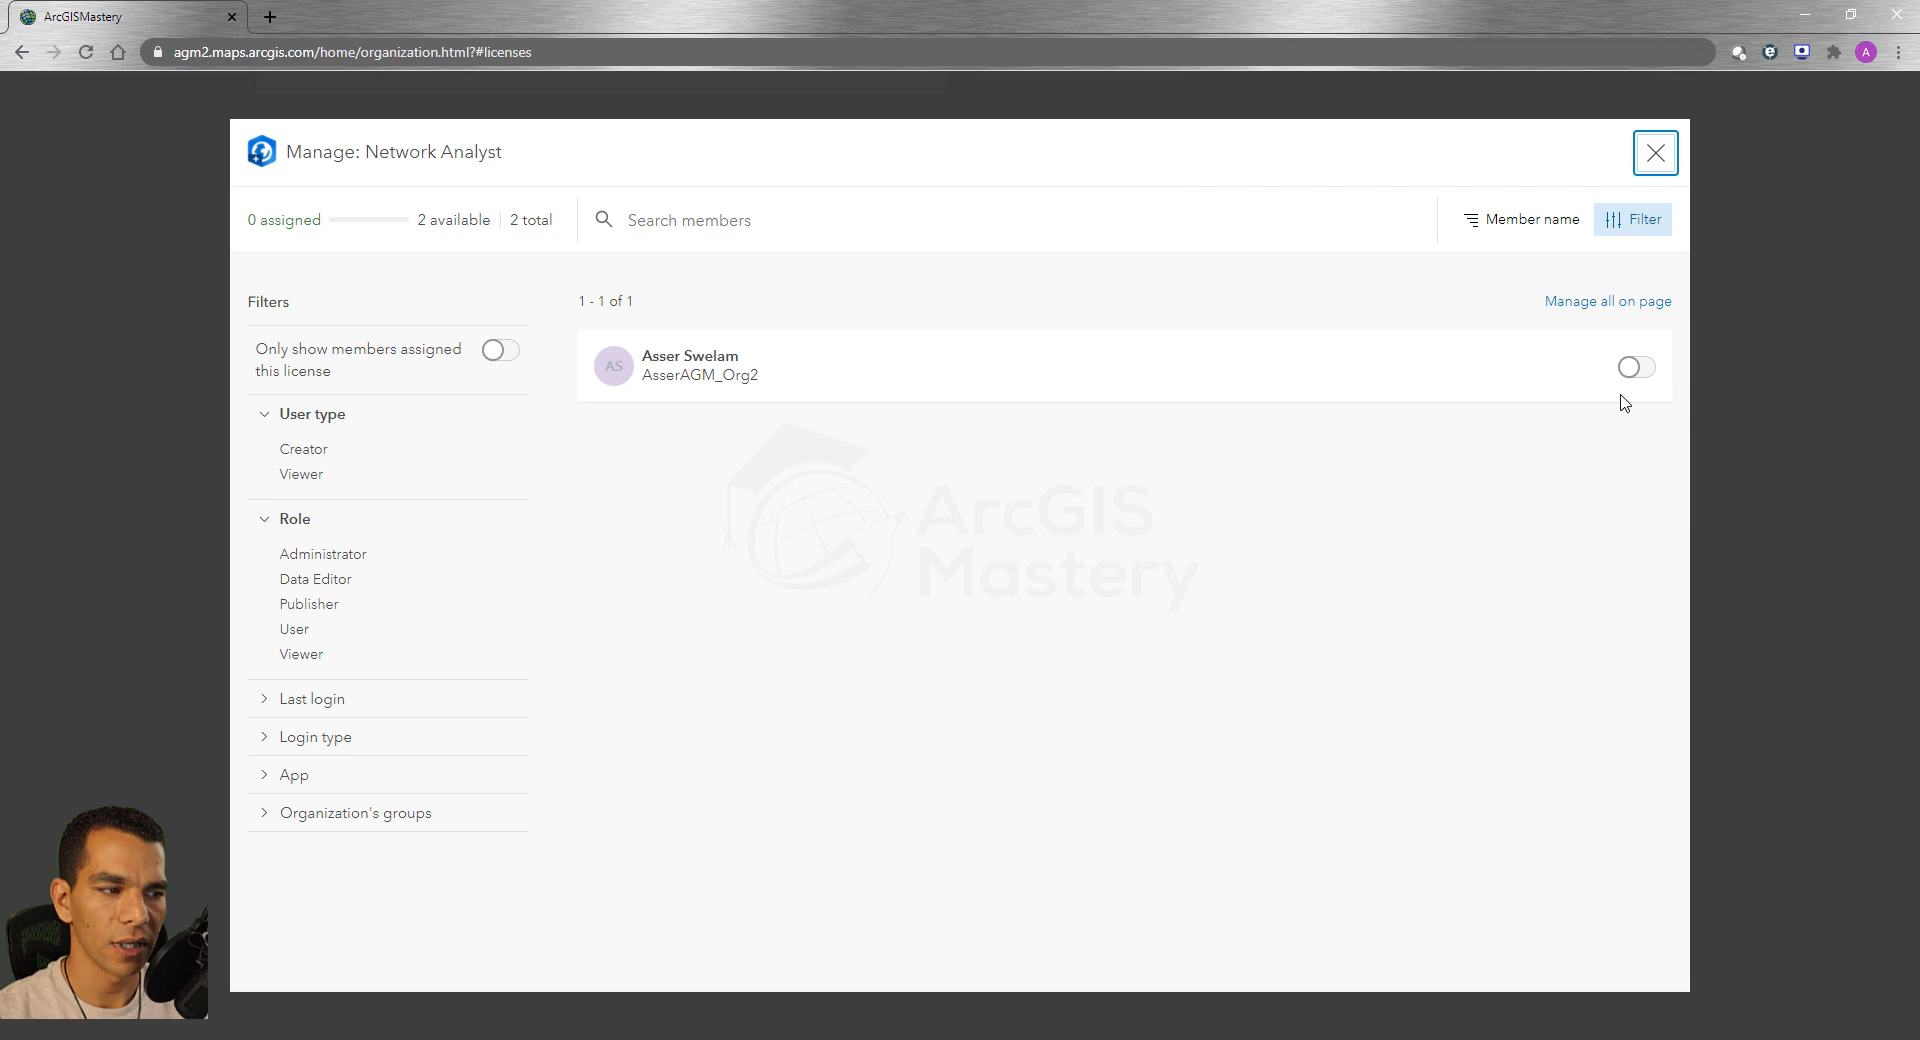 ArcGISMastery
agm2.maps.arcgis.com/home/organization.html?#licenses
A
Manage: Network Analyst
0 assigned 2 available 2 total
Search members
Member name
Filter
Filters
1 - 1 of 1
Manage all on page
Only show members assigned
this license
AS
Asser Swelam
AsserAGM_Org2
User type
Creator
Viewer
Role
Administrator
Data Editor
Publisher
User
Viewer
Last login
Login type
App
Organization's groups
ArcGIS
Mastery